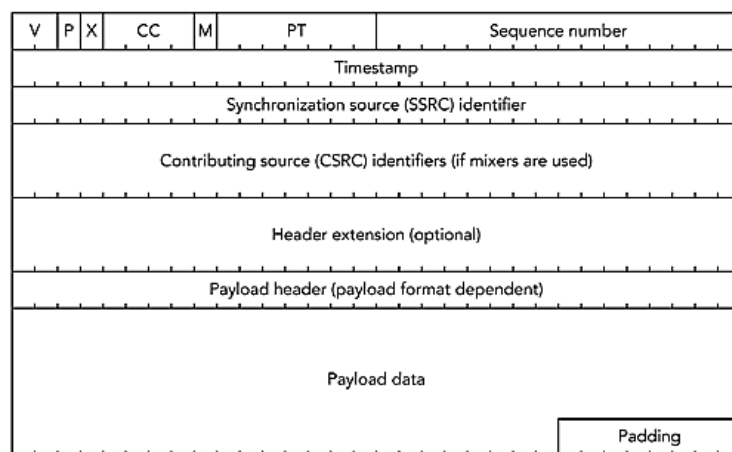 V P X CC M PT Sequence number
Timestamp
Synchronization source (SSRC) identifier
Contributing source (CSRC) identifiers (if mixers are used)
Header extension (optional)
Payload header (payload format dependent)
Payload data
Padding